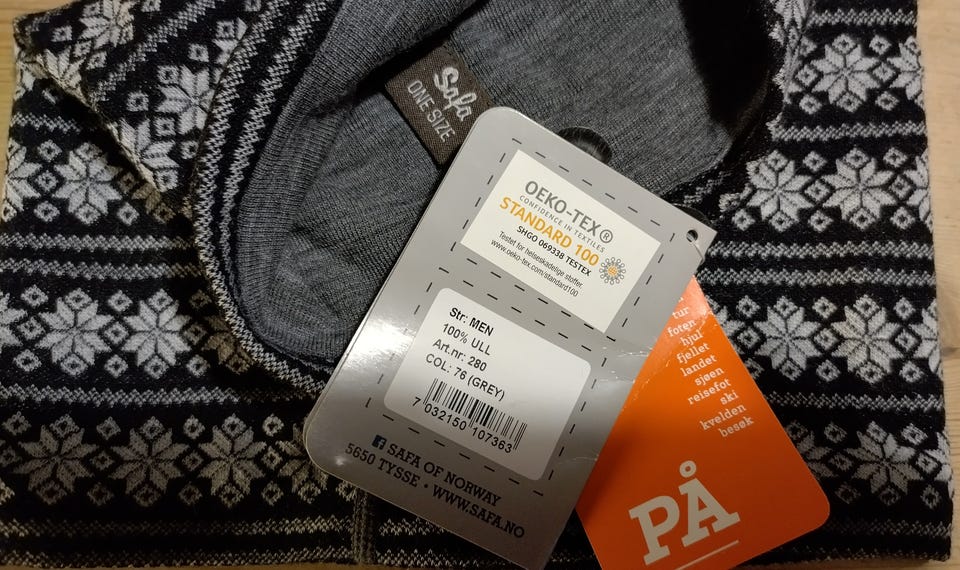 Safa
ONE SIZE
OEKO-TEX®
CONFIDENCE IN TEXTILES
STANDARD 100
SHGO 069338 TESTEX
Testet for helseskadelige stoffer.
www.oeko-tex.com/standard100
Str: MEN
100% ULL
Art.nr: 280
COL: 76 (GREY)
7 032150 107363
SAFA OF NORWAY
5650 TYSSE • WWW.SAFA.NO
tur
foten
hjul
fjellet
landet
sjøen
reisefot
ski
kvelden
besøk
PÅ